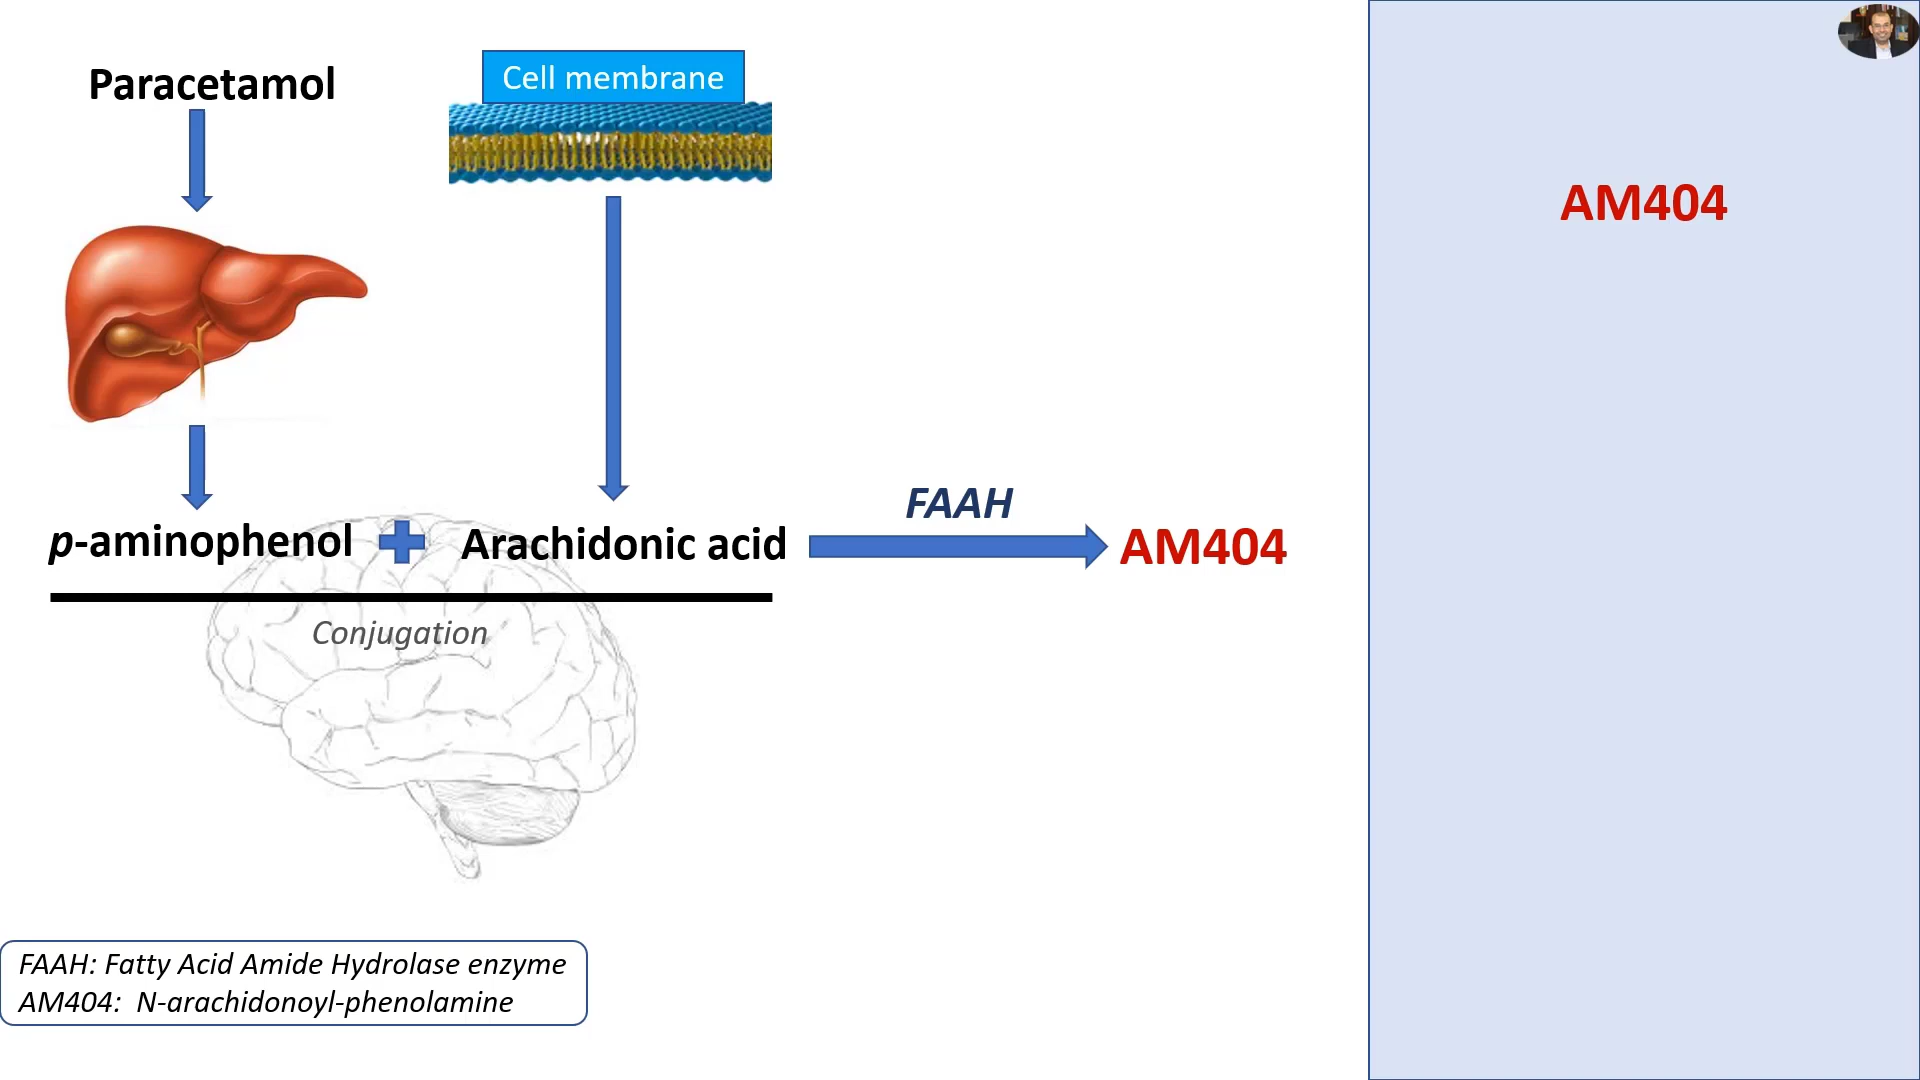 Paracetamol
Cell membrane
AM404
p-aminophenol
Arachidonic acid
FAAH
AM404
Conjugation
FAAH: Fatty Acid Amide Hydrolase enzyme
AM404: N-arachidonoyl-phenolamine